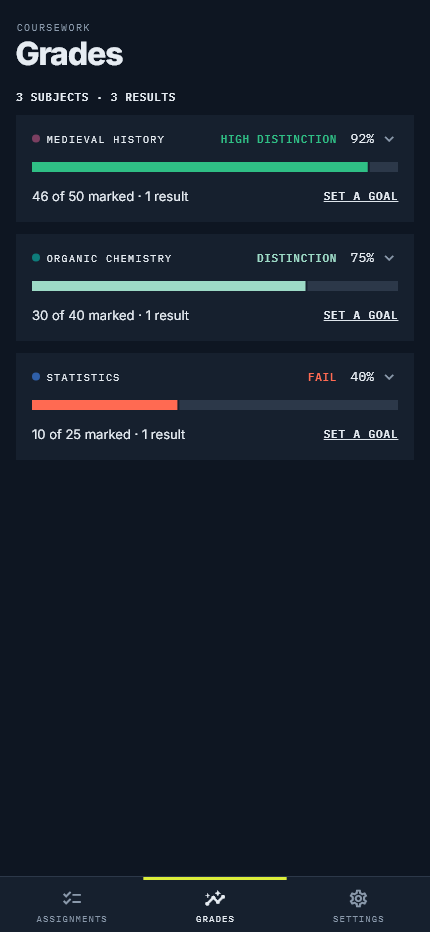 COURSEWORK
Grades
3 SUBJECTS · 3 RESULTS
MEDIEVAL HISTORY HIGH DISTINCTION 92%
46 of 50 marked · 1 result SET A GOAL
ORGANIC CHEMISTRY DISTINCTION 75%
30 of 40 marked · 1 result SET A GOAL
STATISTICS FAIL 40%
10 of 25 marked · 1 result SET A GOAL
ASSIGNMENTS GRADES SETTINGS